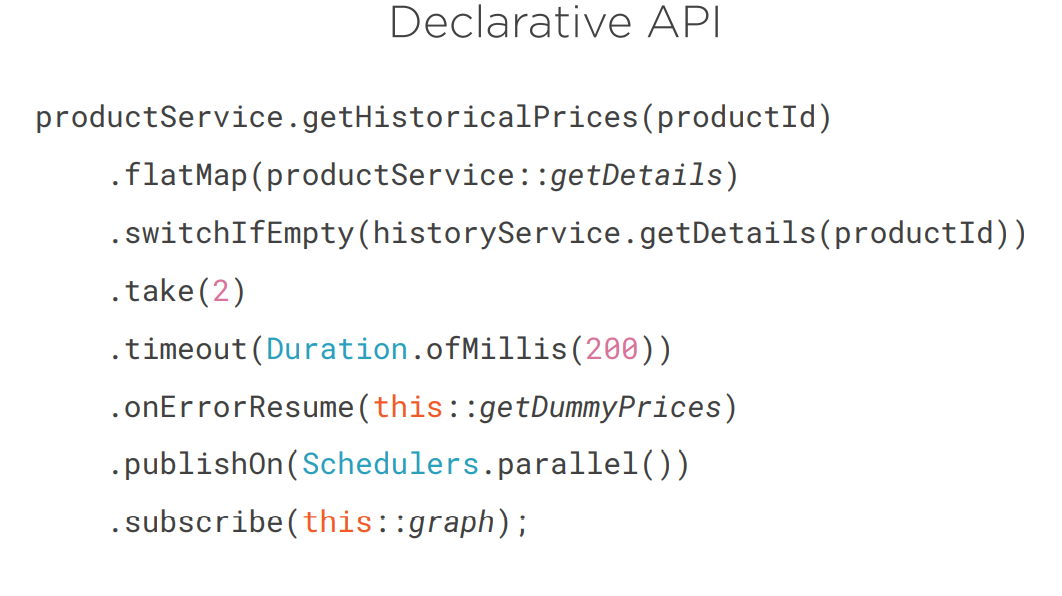 Declarative API
productService.getHistoricalPrices(productId)
.flatMap(productService::getDetails)
.switchIfEmpty(historyService.getDetails(productId))
.take(2)
.timeout(Duration.ofMillis(200))
.onErrorResume(this::getDummyPrices)
.publishOn(Schedulers.parallel())
.subscribe(this::graph);